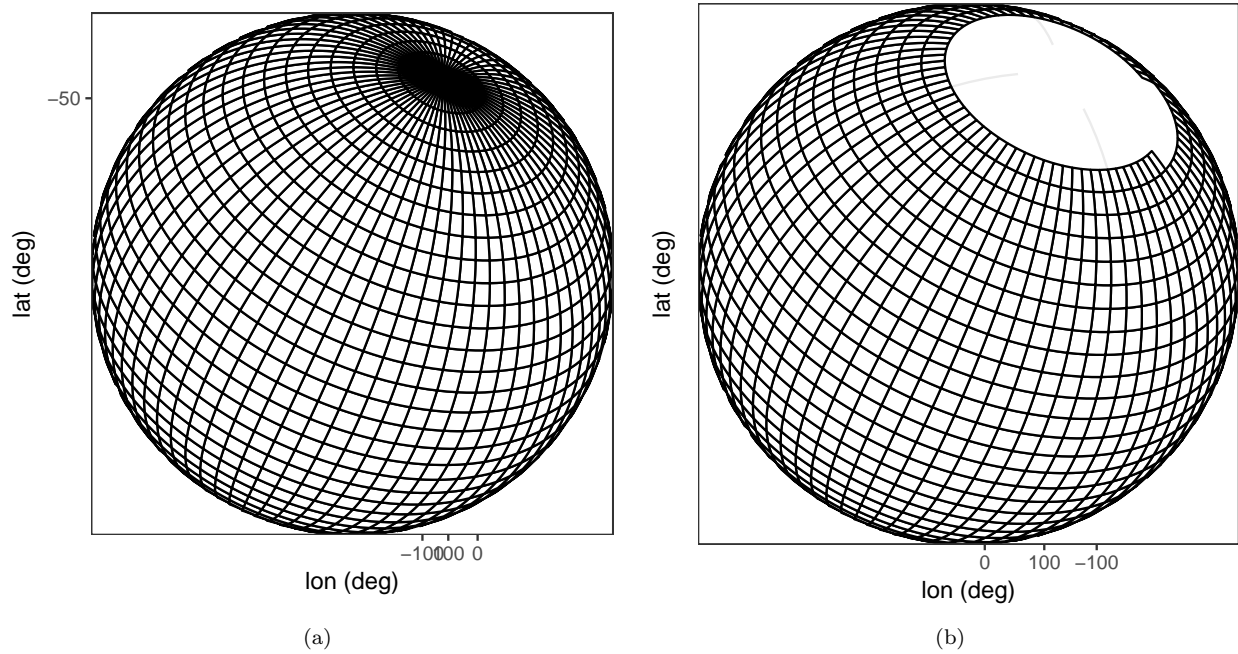 −50
lat (deg)
−100 100 0
lon (deg)
(a)
lat (deg)
0 100 −100
lon (deg)
(b)